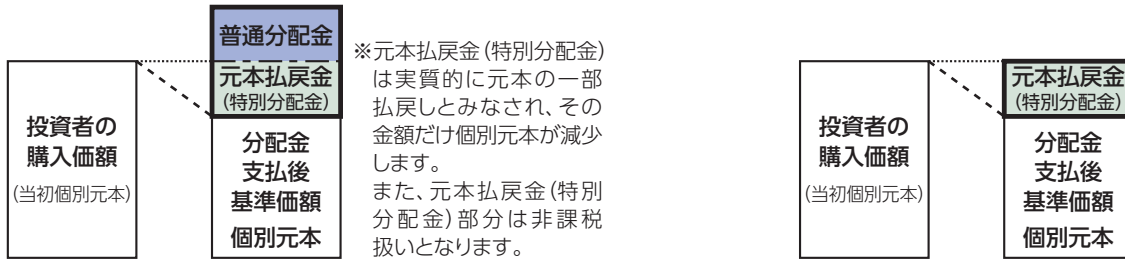 普通分配金
元本払戻金
(特別分配金)
投資者の
購入価額
(当初個別元本)
分配金
支払後
基準価額
個別元本
※元本払戻金(特別分配金)
は実質的に元本の一部
払戻しとみなされ、その
金額だけ個別元本が減少
します。
また、元本払戻金(特別
分配金)部分は非課税
扱いとなります。
投資者の
購入価額
(当初個別元本)
元本払戻金
(特別分配金)
分配金
支払後
基準価額
個別元本